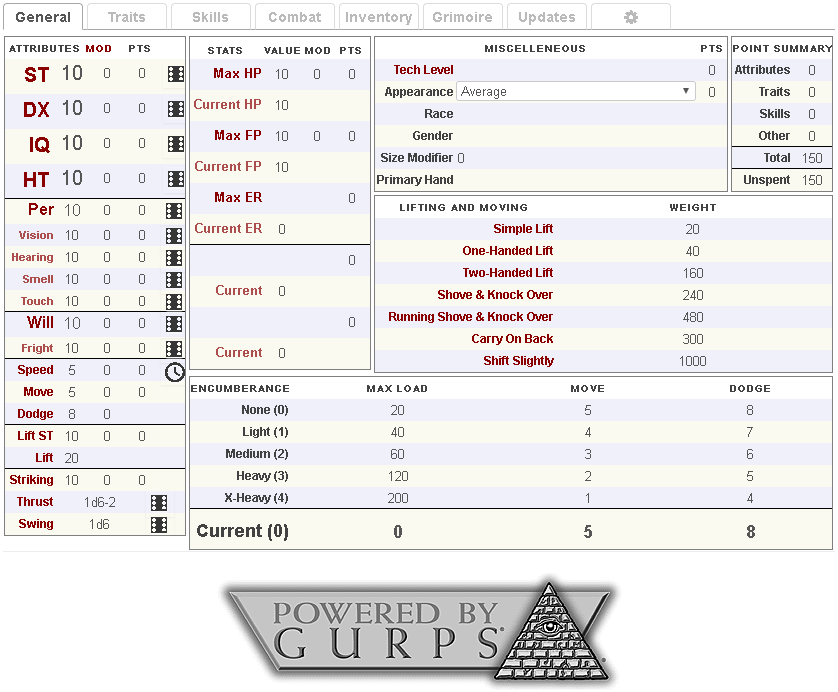 General Traits Skills Combat Inventory Grimoire Updates
ATTRIBUTES MOD PTS
ST 10 0 0
DX 10 0 0
IQ 10 0 0
HT 10 0 0
Per 10 0 0
Vision 10 0 0
Hearing 10 0 0
Smell 10 0 0
Touch 10 0 0
Will 10 0 0
Fright 10 0 0
Speed 5 0 0
Move 5 0 0
Dodge 8 0
Lift ST 10 0 0
Lift 20
Striking 10 0 0
Thrust 1d6-2
Swing 1d6
STATS VALUE MOD PTS
Max HP 10 0 0
Current HP 10
Max FP 10 0 0
Current FP 10
Max ER 0
Current ER 0
0
Current 0
0
Current 0
MISCELLENEOUS PTS
Tech Level 0
Appearance Average 0
Race
Gender
Size Modifier 0
Primary Hand
POINT SUMMARY
Attributes 0
Traits 0
Skills 0
Other 0
Total 150
Unspent 150
LIFTING AND MOVING WEIGHT
Simple Lift 20
One-Handed Lift 40
Two-Handed Lift 160
Shove & Knock Over 240
Running Shove & Knock Over 480
Carry On Back 300
Shift Slightly 1000
ENCUMBERANCE MAX LOAD MOVE DODGE
None (0) 20 5 8
Light (1) 40 4 7
Medium (2) 60 3 6
Heavy (3) 120 2 5
X-Heavy (4) 200 1 4
Current (0) 0 5 8
POWERED BY
GURPS®